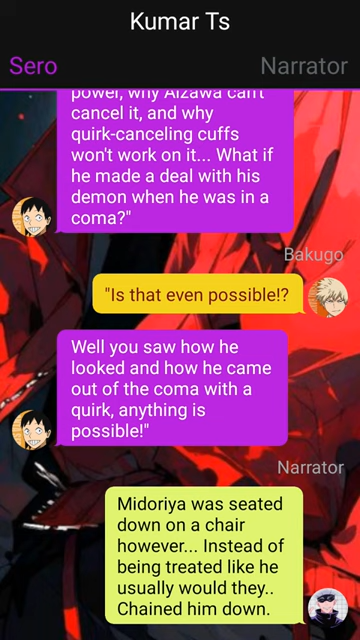 Kumar Ts
Sero
Narrator
power, why Aizawa can't
cancel it, and why
quirk-canceling cuffs
won't work on it... What if
he made a deal with his
demon when he was in a
coma?"
Bakugo
"Is that even possible!?
Well you saw how he
looked and how he came
out of the coma with a
quirk, anything is
possible!"
Narrator
Midoriya was seated
down on a chair
however... Instead of
being treated like he
usually would they..
Chained him down.